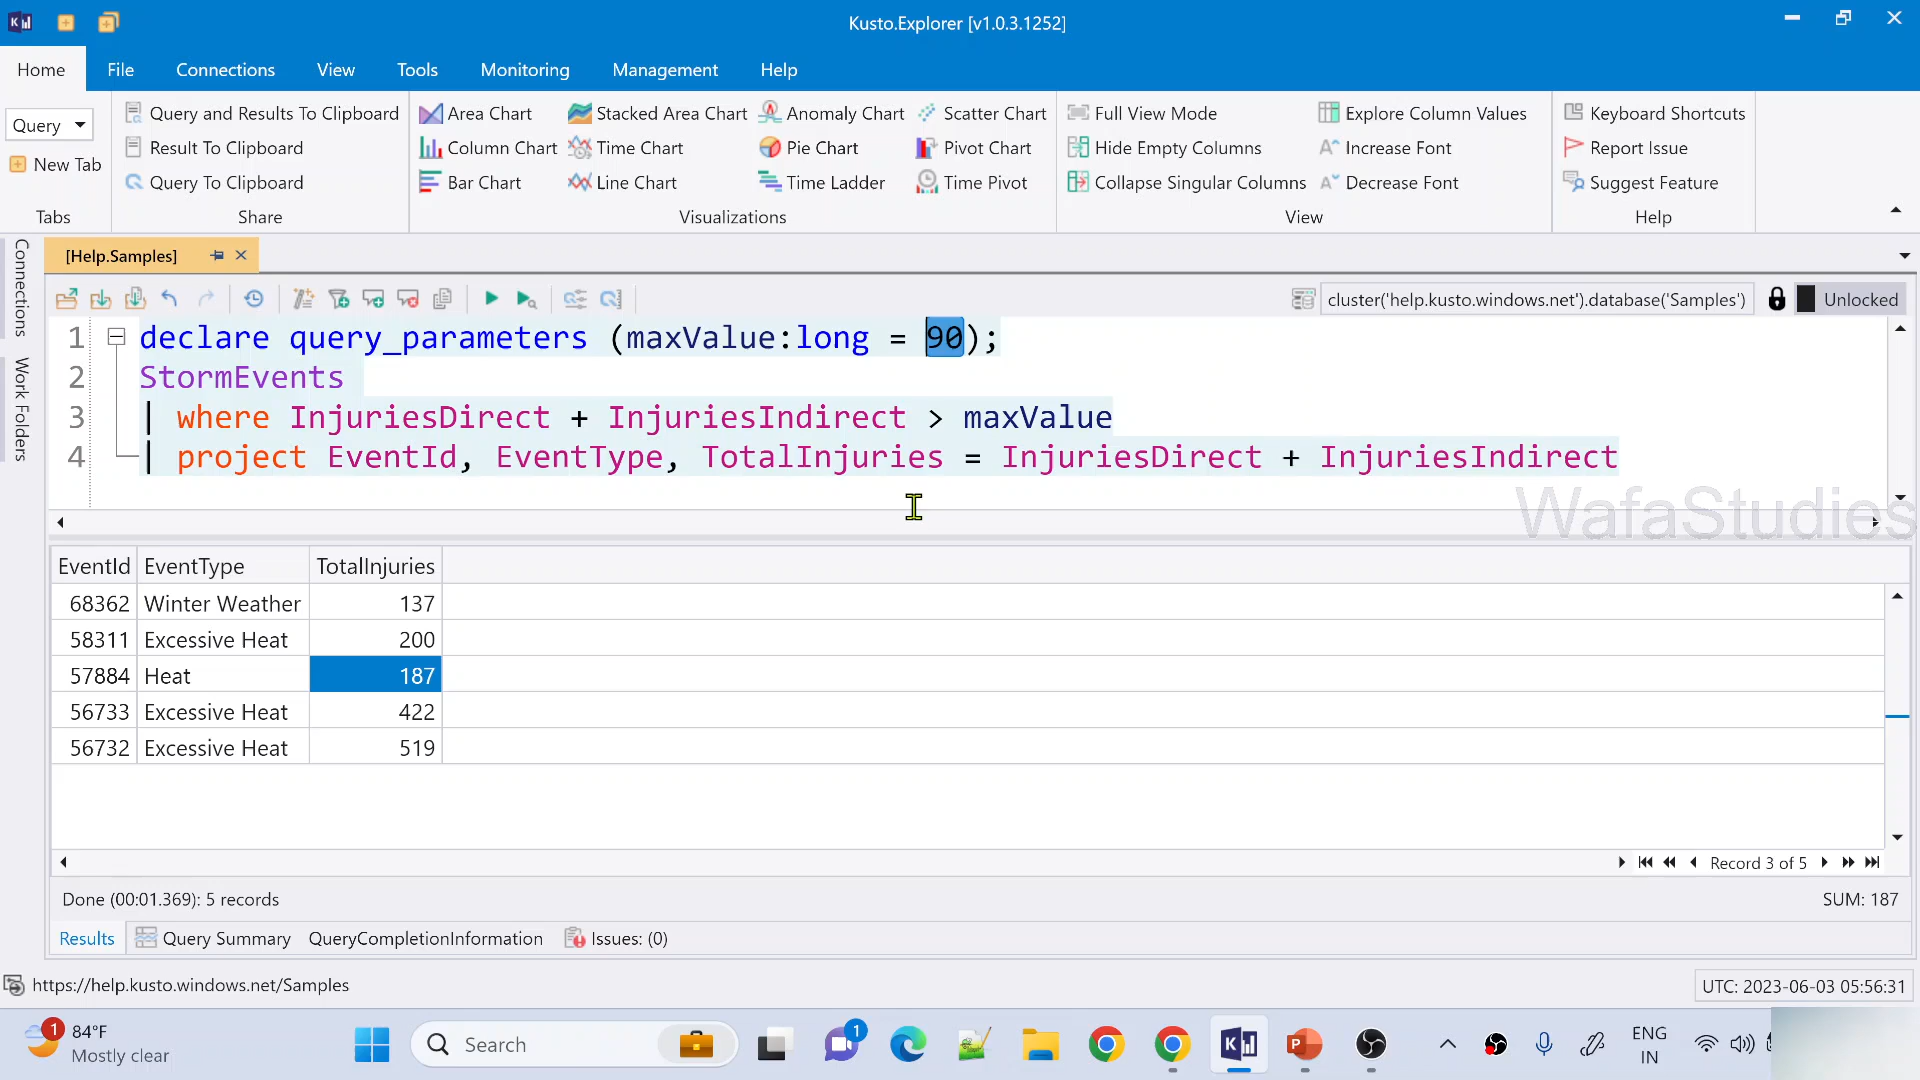 Kusto.Explorer [v1.0.3.1252]
Home File Connections View Tools Monitoring Management Help
Query and Results To Clipboard Area Chart Stacked Area Chart Anomaly Chart Scatter Chart Full View Mode Explore Column Values Keyboard Shortcuts
Query Result To Clipboard Column Chart Time Chart Pie Chart Pivot Chart Hide Empty Columns Increase Font Report Issue
New Tab Query To Clipboard Bar Chart Line Chart Time Ladder Time Pivot Collapse Singular Columns Decrease Font Suggest Feature
Tabs Share Visualizations View Help
Connections
Work Folders
[Help.Samples]
cluster('help.kusto.windows.net').database('Samples') Unlocked
1 declare query_parameters (maxValue:long = 90);
2 StormEvents
3 | where InjuriesDirect + InjuriesIndirect > maxValue
4 | project EventId, EventType, TotalInjuries = InjuriesDirect + InjuriesIndirect
WafaStudies
EventId EventType TotalInjuries
68362 Winter Weather 137
58311 Excessive Heat 200
57884 Heat 187
56733 Excessive Heat 422
56732 Excessive Heat 519
Record 3 of 5
Done (00:01.369): 5 records SUM: 187
Results Query Summary QueryCompletionInformation Issues: (0)
https://help.kusto.windows.net/Samples UTC: 2023-06-03 05:56:31
1 84°F
Mostly clear
Search
1
ENG
IN